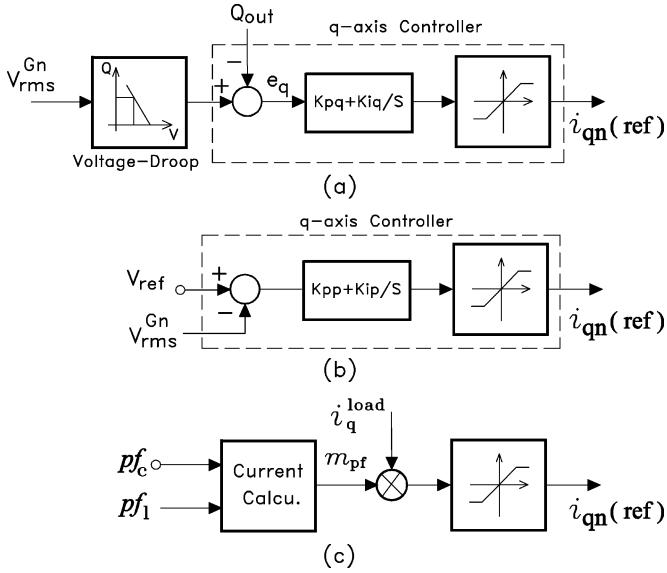 Q_out
q-axis Controller
V_rms^Gn
Q
V
+
−
e_q
Kpq+Kiq/S
i_qn(ref)
Voltage-Droop
(a)
q-axis Controller
V_ref
+
−
V_rms^Gn
Kpp+Kip/S
i_qn(ref)
(b)
i_q^load
pf_c
pf_1
Current
Calcu.
m_pf
i_qn(ref)
(c)